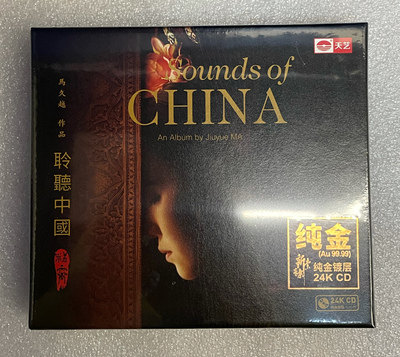 天艺
Sounds of
CHINA
An Album by Jiuyue MA
馬久越 作品
聆聽中國
纯金
(Au 99.99)
纯金镀层
24K CD
24K CD